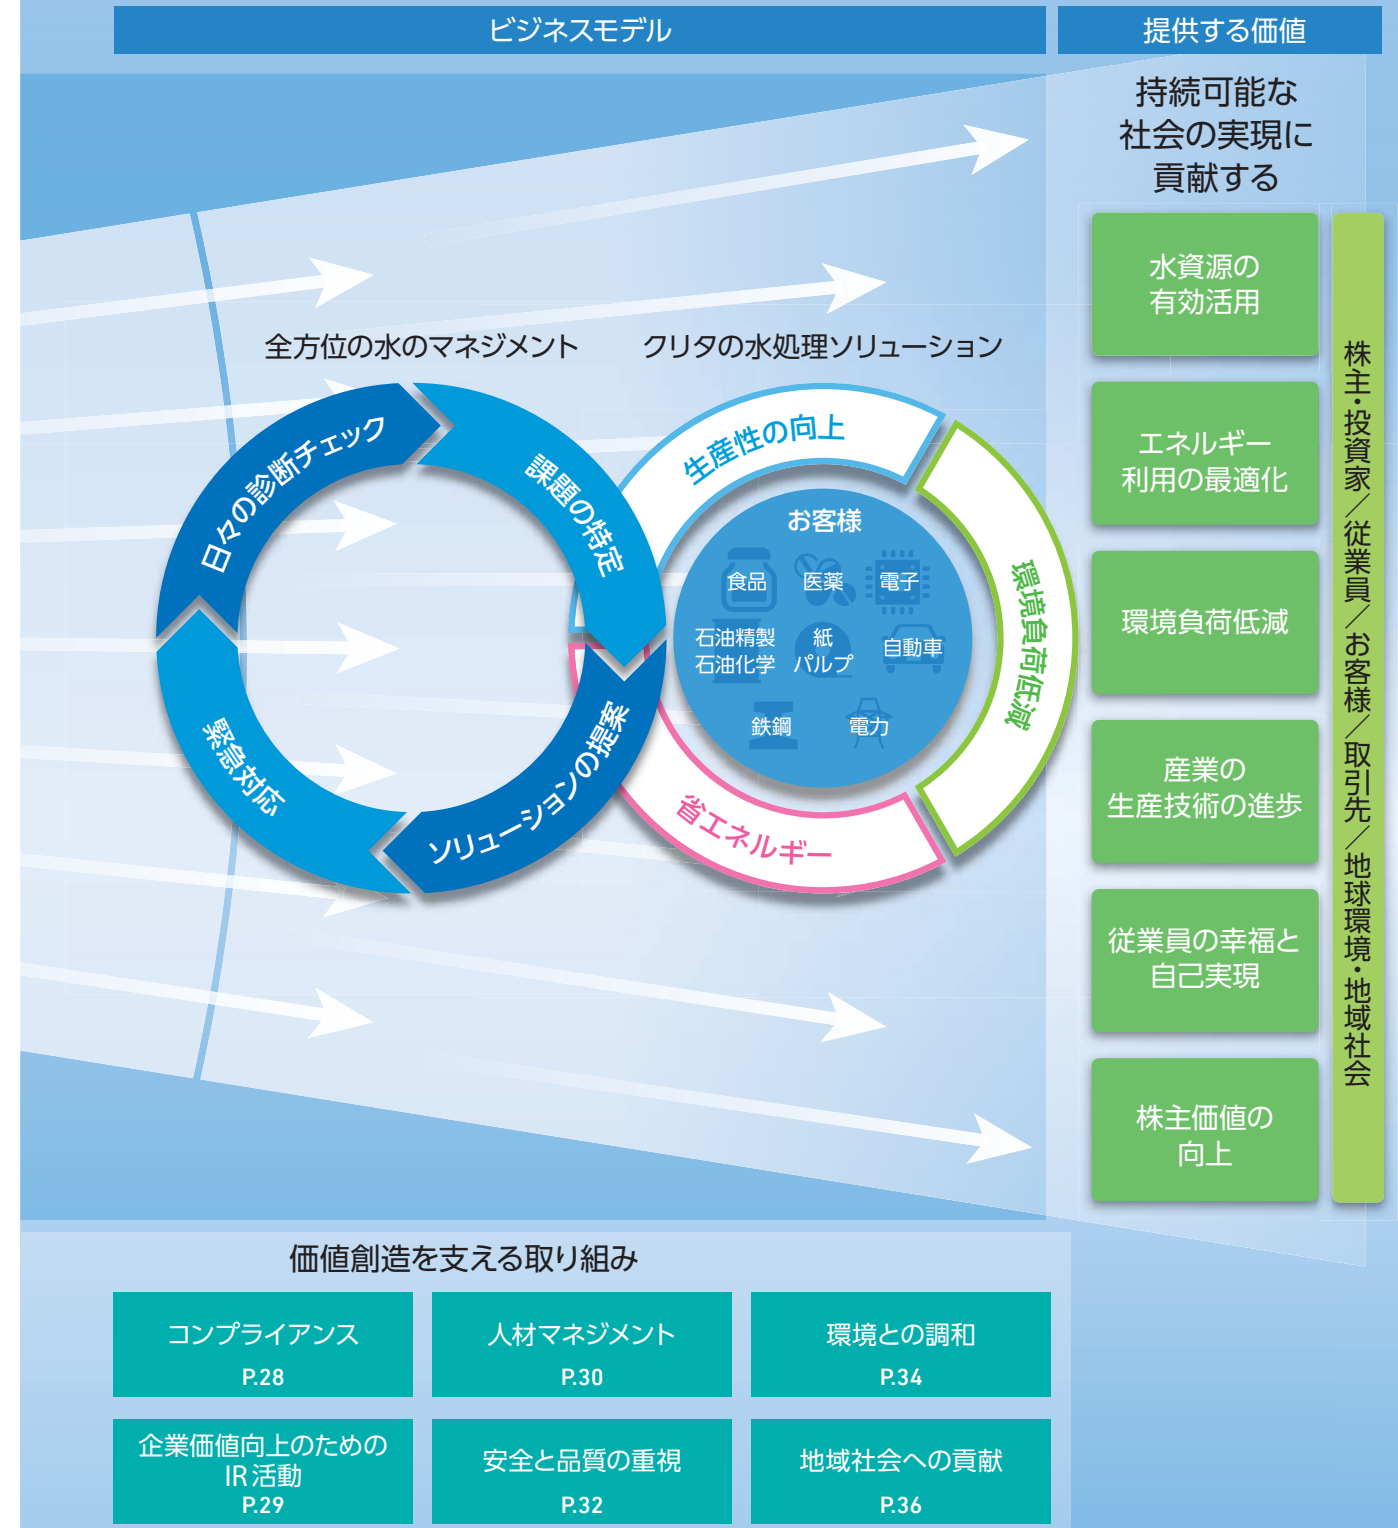 ビジネスモデル
提供する価値
持続可能な
社会の実現に
貢献する
全方位の水のマネジメント
クリタの水処理ソリューション
日々の診断チェック
課題の特定
ソリューションの提案
緊急対応
生産性の向上
環境負荷低減
省エネルギー
お客様
食品
医薬
電子
石油精製
石油化学
紙
パルプ
自動車
鉄鋼
電力
水資源の
有効活用
エネルギー
利用の最適化
環境負荷低減
産業の
生産技術の進歩
従業員の幸福と
自己実現
株主価値の
向上
株主・投資家／従業員／お客様／取引先／地球環境・地域社会
価値創造を支える取り組み
コンプライアンス
P.28
人材マネジメント
P.30
環境との調和
P.34
企業価値向上のための
IR活動
P.29
安全と品質の重視
P.32
地域社会への貢献
P.36